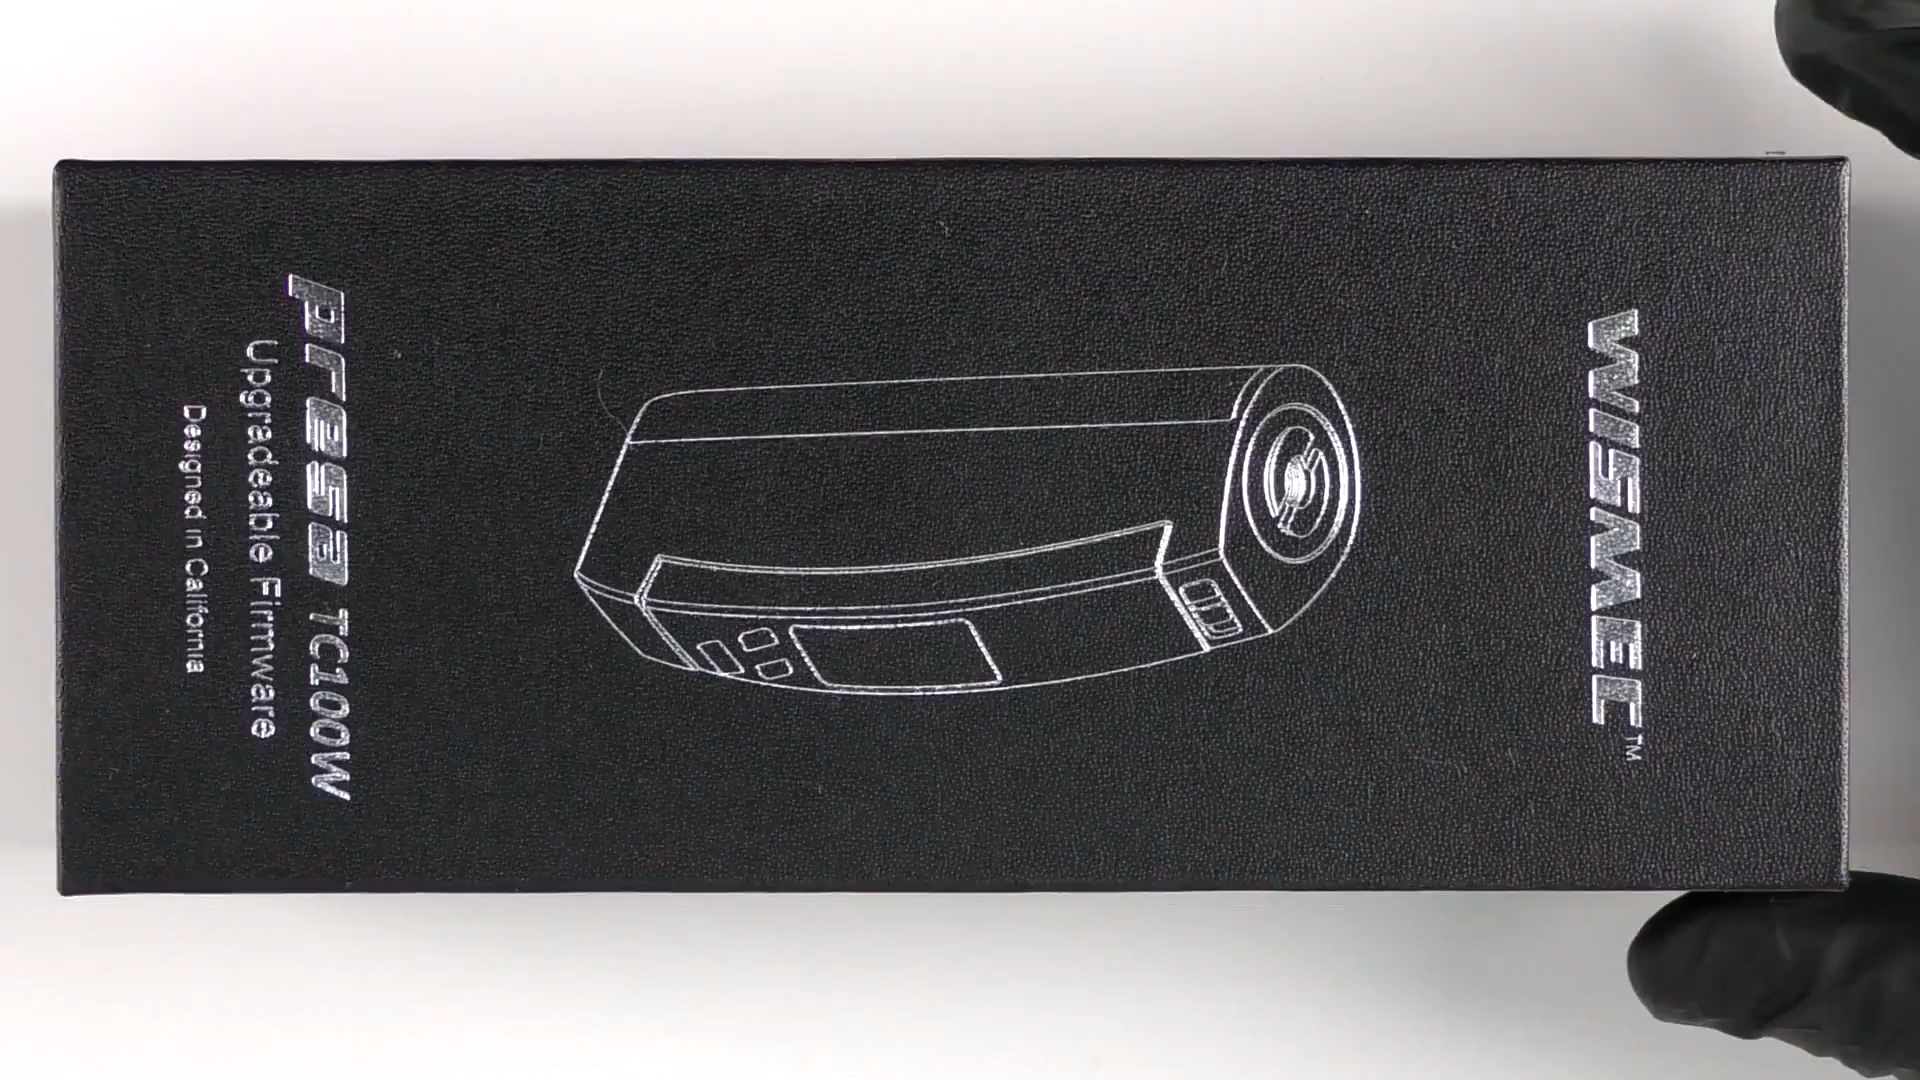 WISMEC™
presa TC100W
Upgradeable Firmware
Designed in California